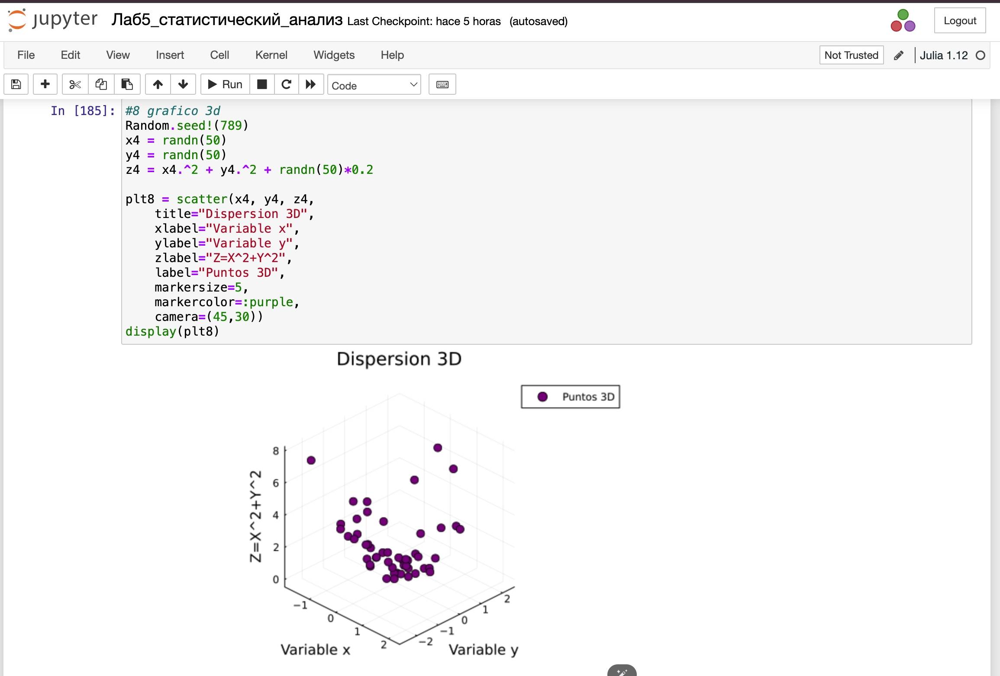 jupyter Лаб5_статистический_анализ Last Checkpoint: hace 5 horas (autosaved) Logout
File Edit View Insert Cell Kernel Widgets Help Not Trusted Julia 1.12
Run Code
In [185]: #8 grafico 3d
Random.seed!(789)
x4 = randn(50)
y4 = randn(50)
z4 = x4.^2 + y4.^2 + randn(50)*0.2
plt8 = scatter(x4, y4, z4,
title="Dispersion 3D",
xlabel="Variable x",
ylabel="Variable y",
zlabel="Z=X^2+Y^2",
label="Puntos 3D",
markersize=5,
markercolor=:purple,
camera=(45,30))
display(plt8)
Dispersion 3D
Puntos 3D
Z=X^2+Y^2
8
6
4
2
0
−1 0 1 2
−2 −1 0 1 2
Variable x Variable y